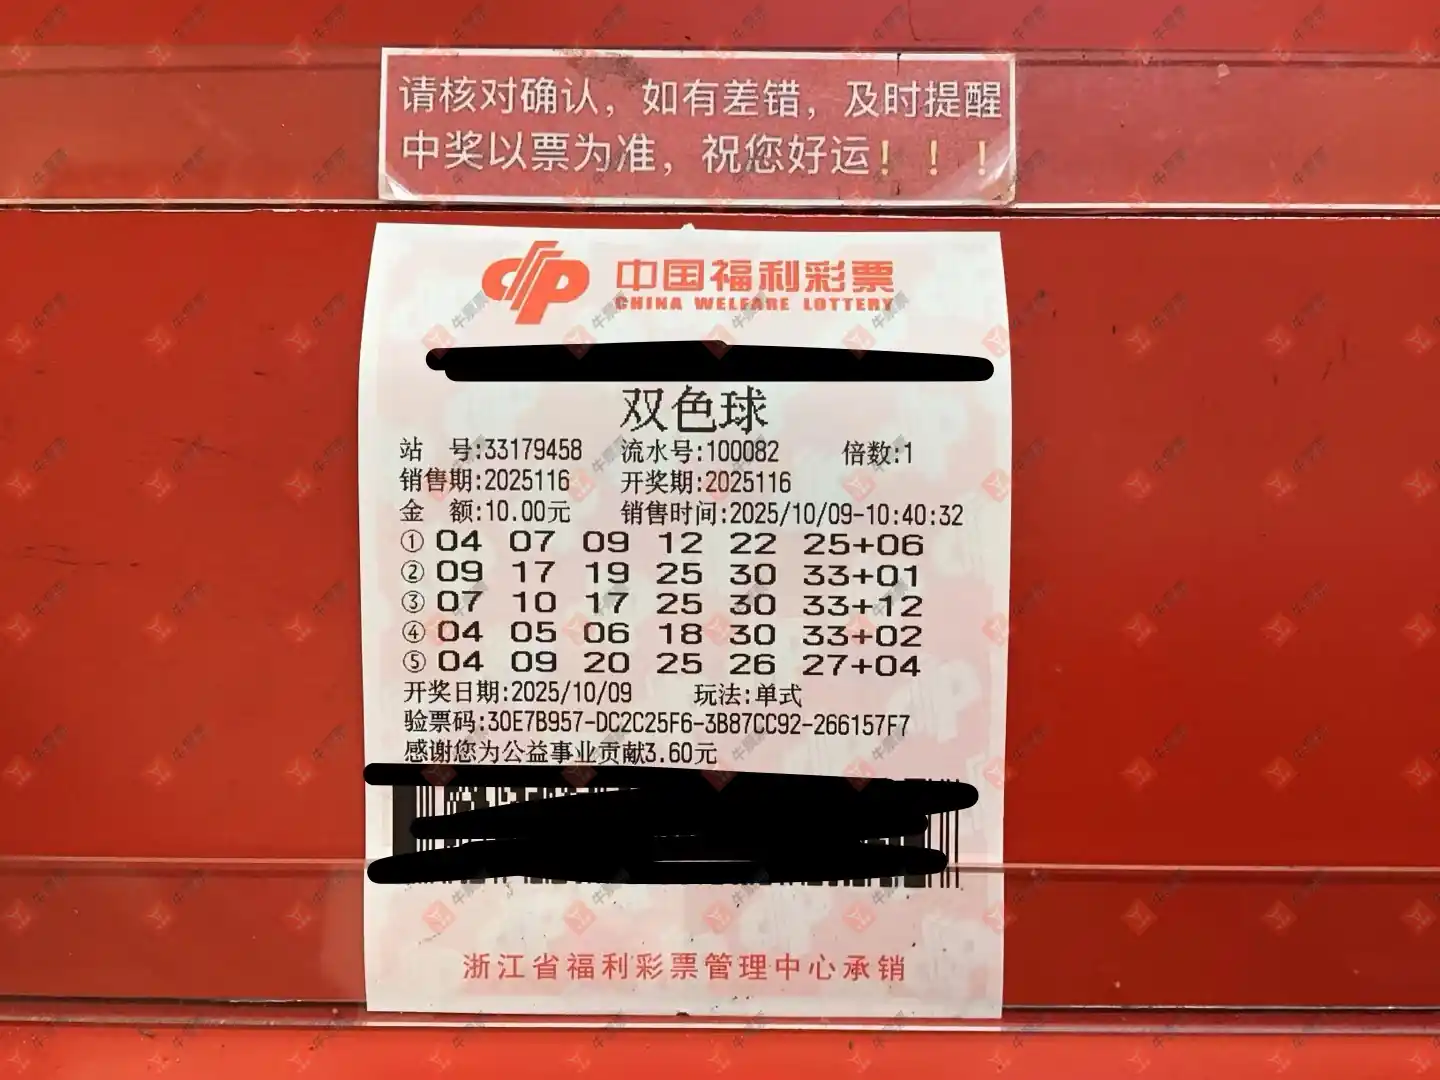 请核对确认，如有差错，及时提醒
中奖以票为准，祝您好运！！！
中国福利彩票
CHINA WELFARE LOTTERY
双色球
站 号:33179458 流水号:100082 倍数:1
销售期:2025116 开奖期:2025116
金 额:10.00元 销售时间:2025/10/09-10:40:32
① 04 07 09 12 22 25+06
② 09 17 19 25 30 33+01
③ 07 10 17 25 30 33+12
④ 04 05 06 18 30 33+02
⑤ 04 09 20 25 26 27+04
开奖日期:2025/10/09 玩法:单式
验票码:30E7B957-DC2C25F6-3B87CC92-266157F7
感谢您为公益事业贡献3.60元
浙江省福利彩票管理中心承销